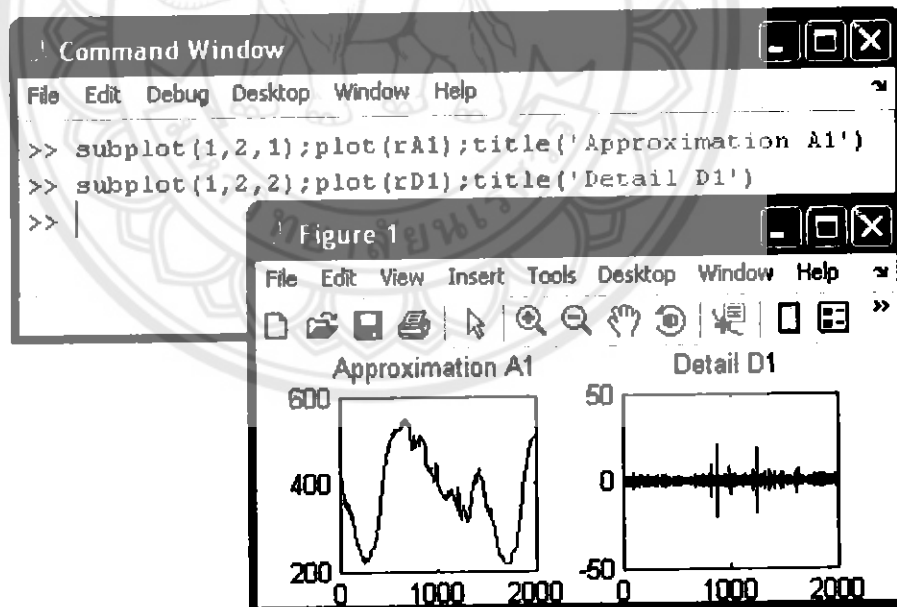 Command Window
File Edit Debug Desktop Window Help
>> subplot(1,2,1);plot(rA1);title('Approximation A1')
>> subplot(1,2,2);plot(rD1);title('Detail D1')
>>
Figure 1
File Edit View Insert Tools Desktop Window Help
Approximation A1
Detail D1
600
400
200
0 1000 2000
50
0
-50
0 1000 2000